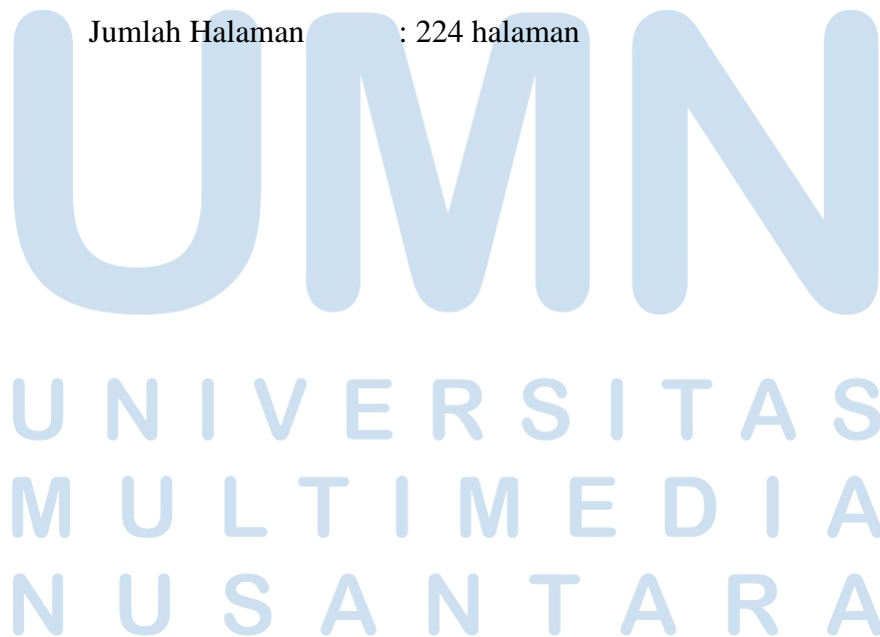 Jumlah Halaman : 224 halaman
UMN
UNIVERSITAS
MULTIMEDIA
NUSANTARA